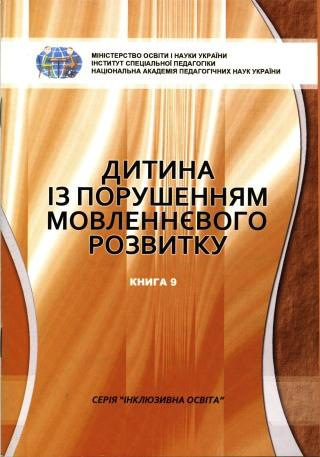 МІНІСТЕРСТВО ОСВІТИ І НАУКИ УКРАЇНИ
ІНСТИТУТ СПЕЦІАЛЬНОЇ ПЕДАГОГІКИ
НАЦІОНАЛЬНА АКАДЕМІЯ ПЕДАГОГІЧНИХ НАУК УКРАЇНИ
ДИТИНА
ІЗ ПОРУШЕННЯМ
МОВЛЕННЄВОГО
РОЗВИТКУ
КНИГА 9
СЕРІЯ "ІНКЛЮЗИВНА ОСВІТА"